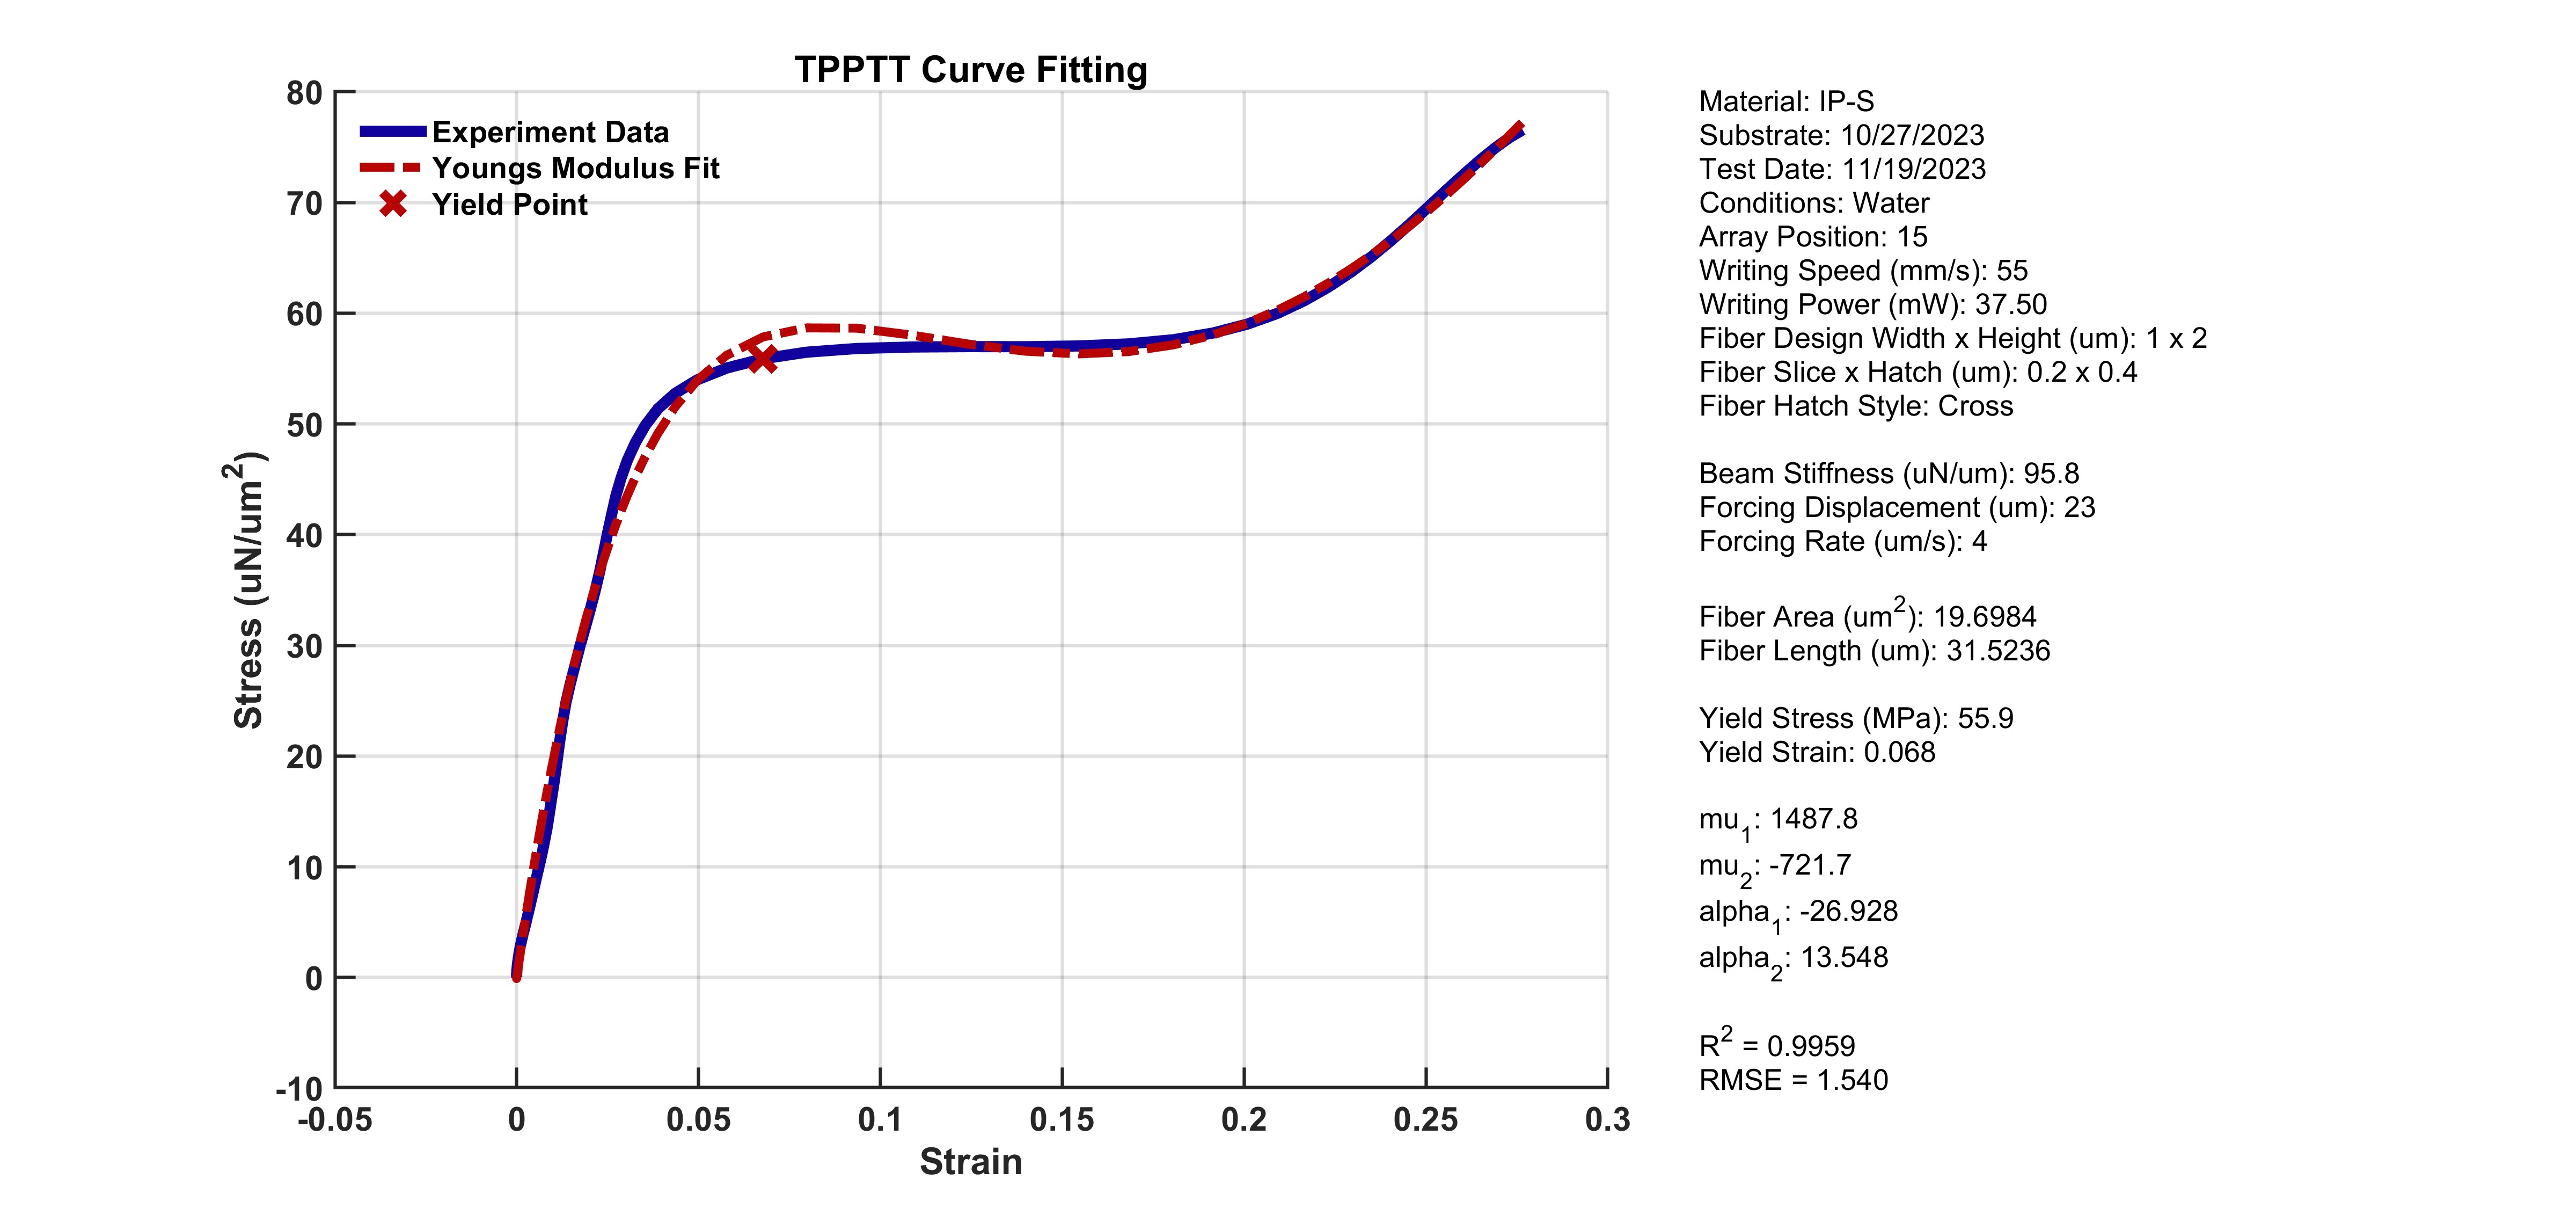 TPPTT Curve Fitting
80
70
60
50
40
30
20
10
0
-10
Stress (uN/um²)
Experiment Data
Youngs Modulus Fit
Yield Point
-0.05 0 0.05 0.1 0.15 0.2 0.25 0.3
Strain
Material: IP-S
Substrate: 10/27/2023
Test Date: 11/19/2023
Conditions: Water
Array Position: 15
Writing Speed (mm/s): 55
Writing Power (mW): 37.50
Fiber Design Width x Height (um): 1 x 2
Fiber Slice x Hatch (um): 0.2 x 0.4
Fiber Hatch Style: Cross
Beam Stiffness (uN/um): 95.8
Forcing Displacement (um): 23
Forcing Rate (um/s): 4
Fiber Area (um²): 19.6984
Fiber Length (um): 31.5236
Yield Stress (MPa): 55.9
Yield Strain: 0.068
mu₁: 1487.8
mu₂: -721.7
alpha₁: -26.928
alpha₂: 13.548
R² = 0.9959
RMSE = 1.540